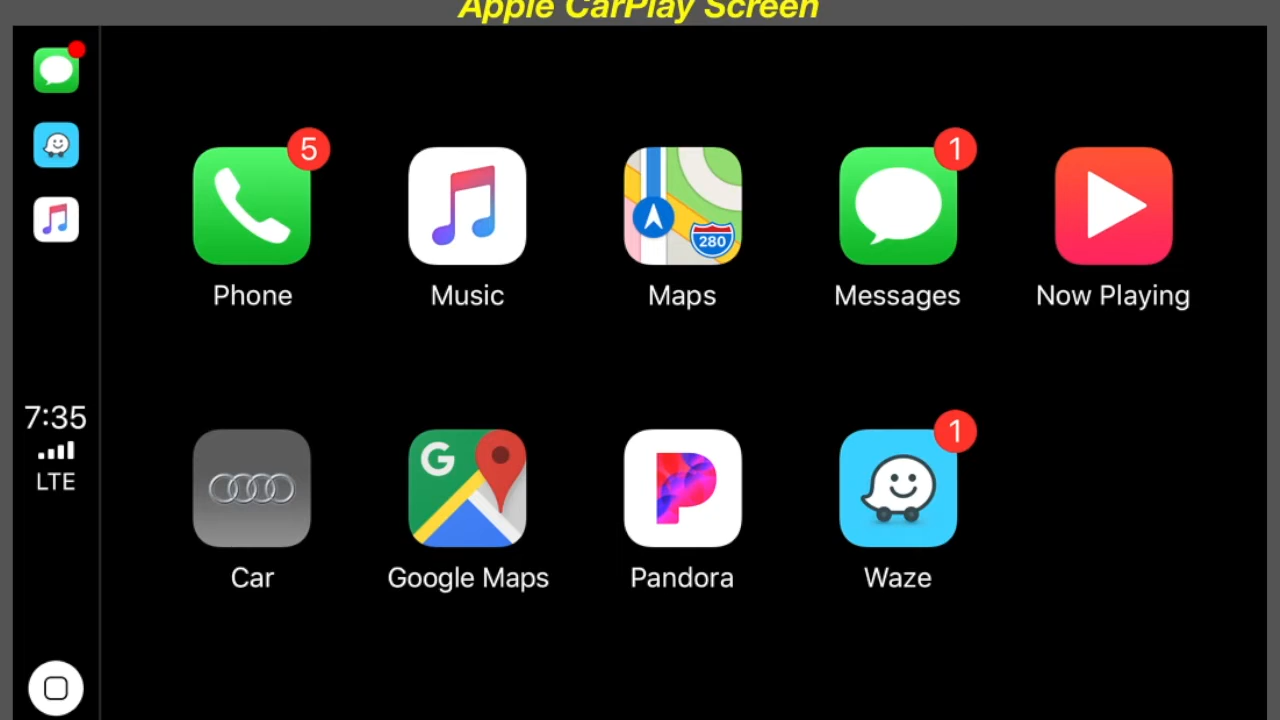 Apple CarPlay Screen
5
1
280
Phone
Music
Maps
Messages
Now Playing
7:35
LTE
1
G
Car
Google Maps
Pandora
Waze